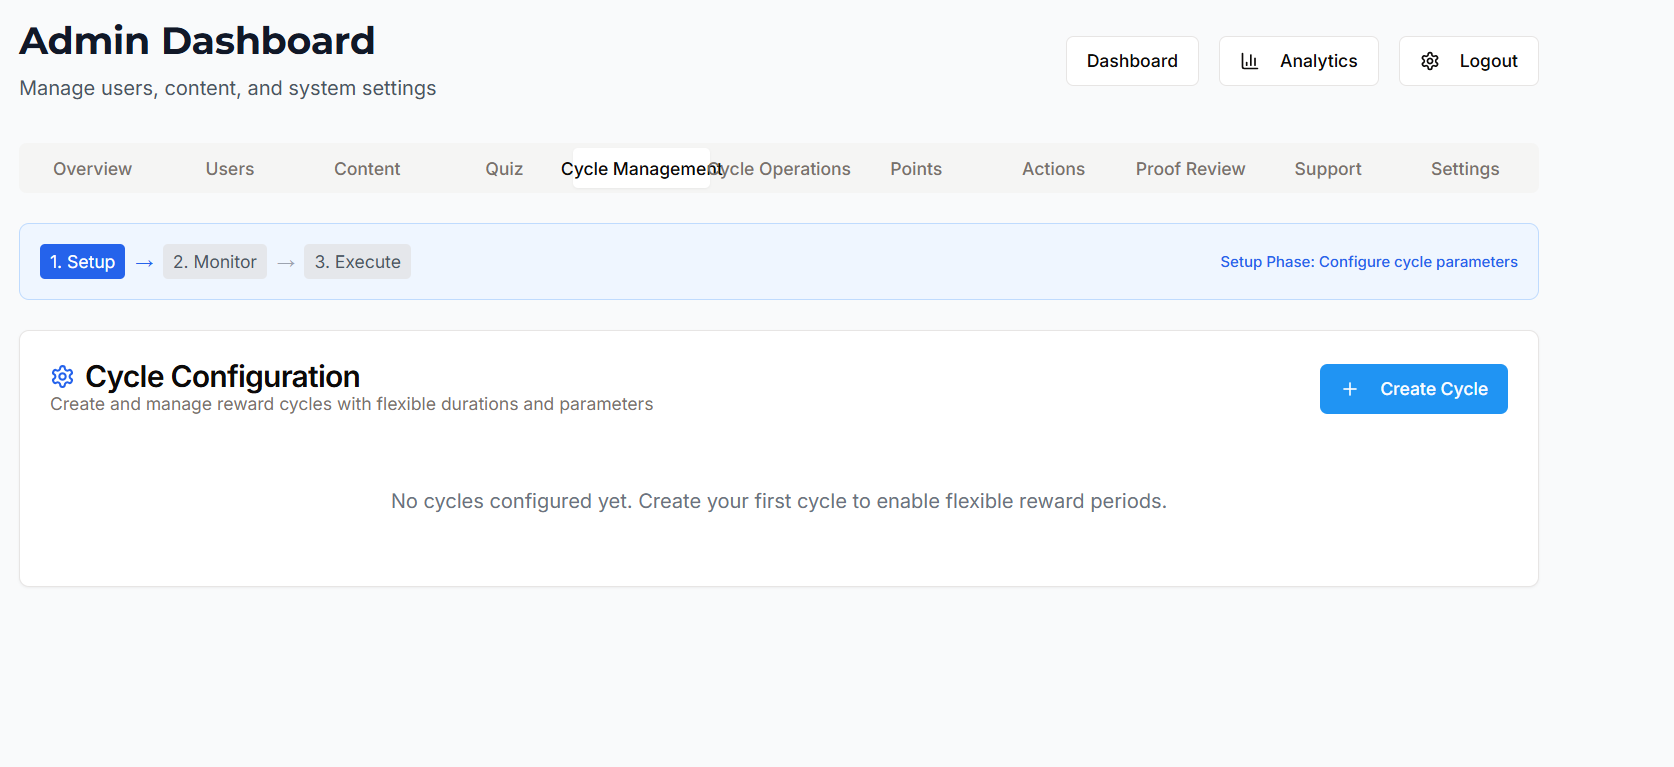 Admin Dashboard
Manage users, content, and system settings
Dashboard
Analytics
Logout
Overview Users Content Quiz Cycle Management Cycle Operations Points Actions Proof Review Support Settings
1. Setup → 2. Monitor → 3. Execute
Setup Phase: Configure cycle parameters
Cycle Configuration
Create and manage reward cycles with flexible durations and parameters
+ Create Cycle
No cycles configured yet. Create your first cycle to enable flexible reward periods.